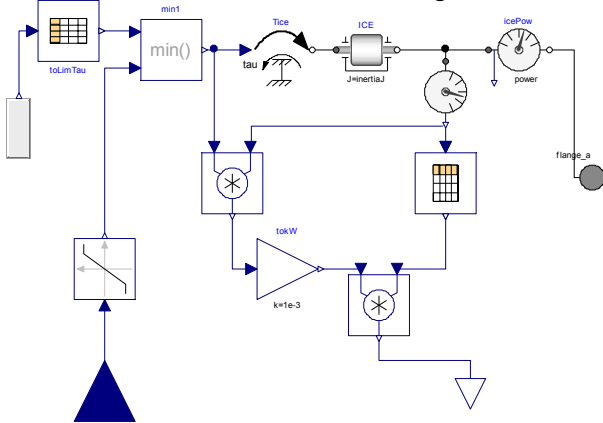 min1
Tice
ICE
icePow
min()
toLimTau
tau
J=inertiaJ
power
flange_a
tokW
k=1e-3